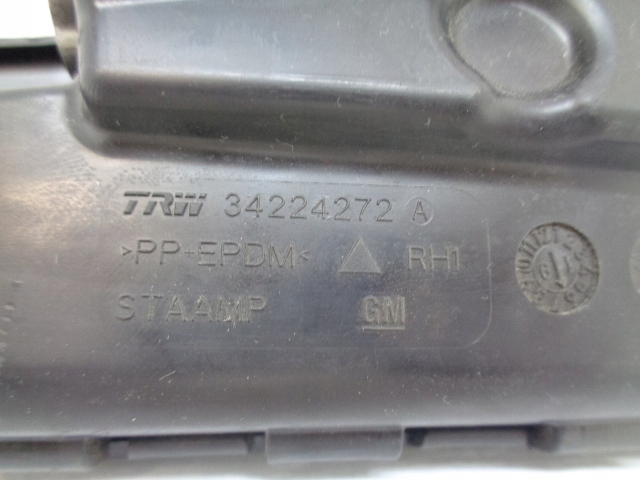 TRW 34224272 A
>PP+EPDM< RH1
STAAMP GM